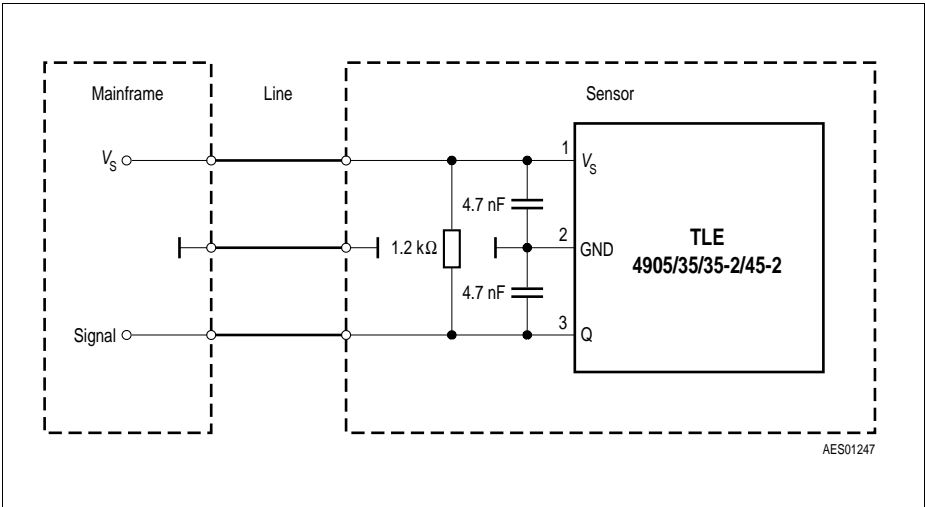 Mainframe
Line
Sensor
V_S
1
V_S
4.7 nF
1.2 kΩ
2
GND
TLE
4905/35/35-2/45-2
4.7 nF
Signal
3
Q
AES01247